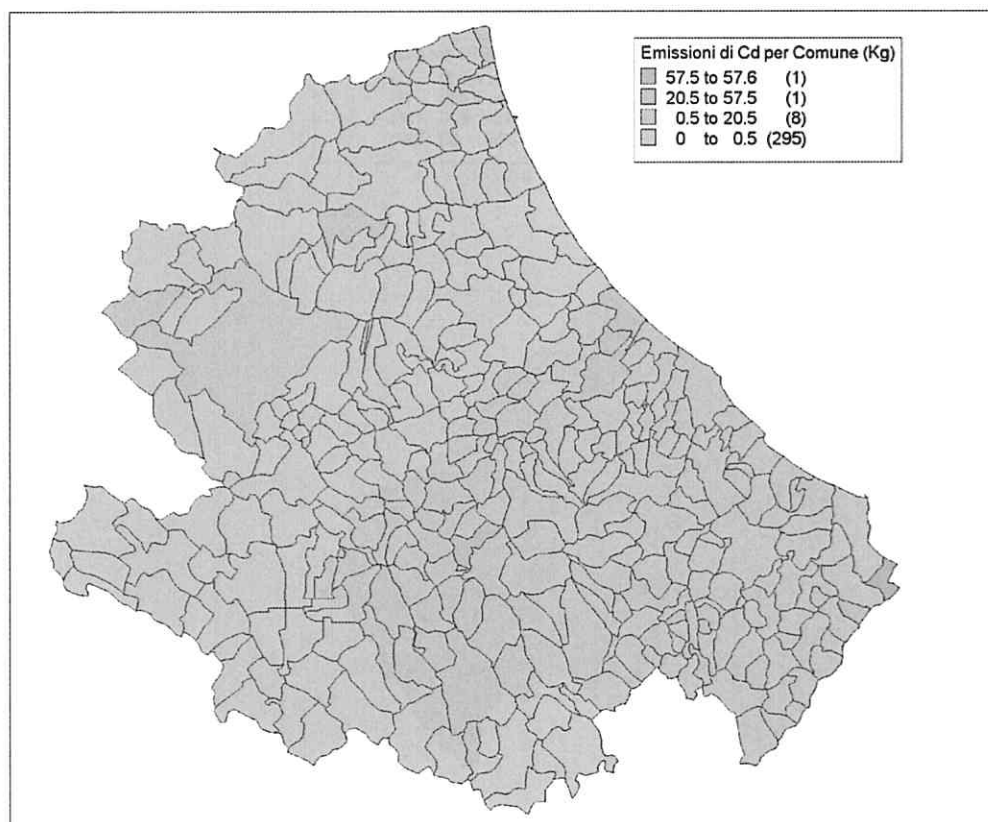 Emissioni di Cd per Comune (Kg)
57.5 to 57.6 (1)
20.5 to 57.5 (1)
0.5 to 20.5 (8)
0 to 0.5 (295)